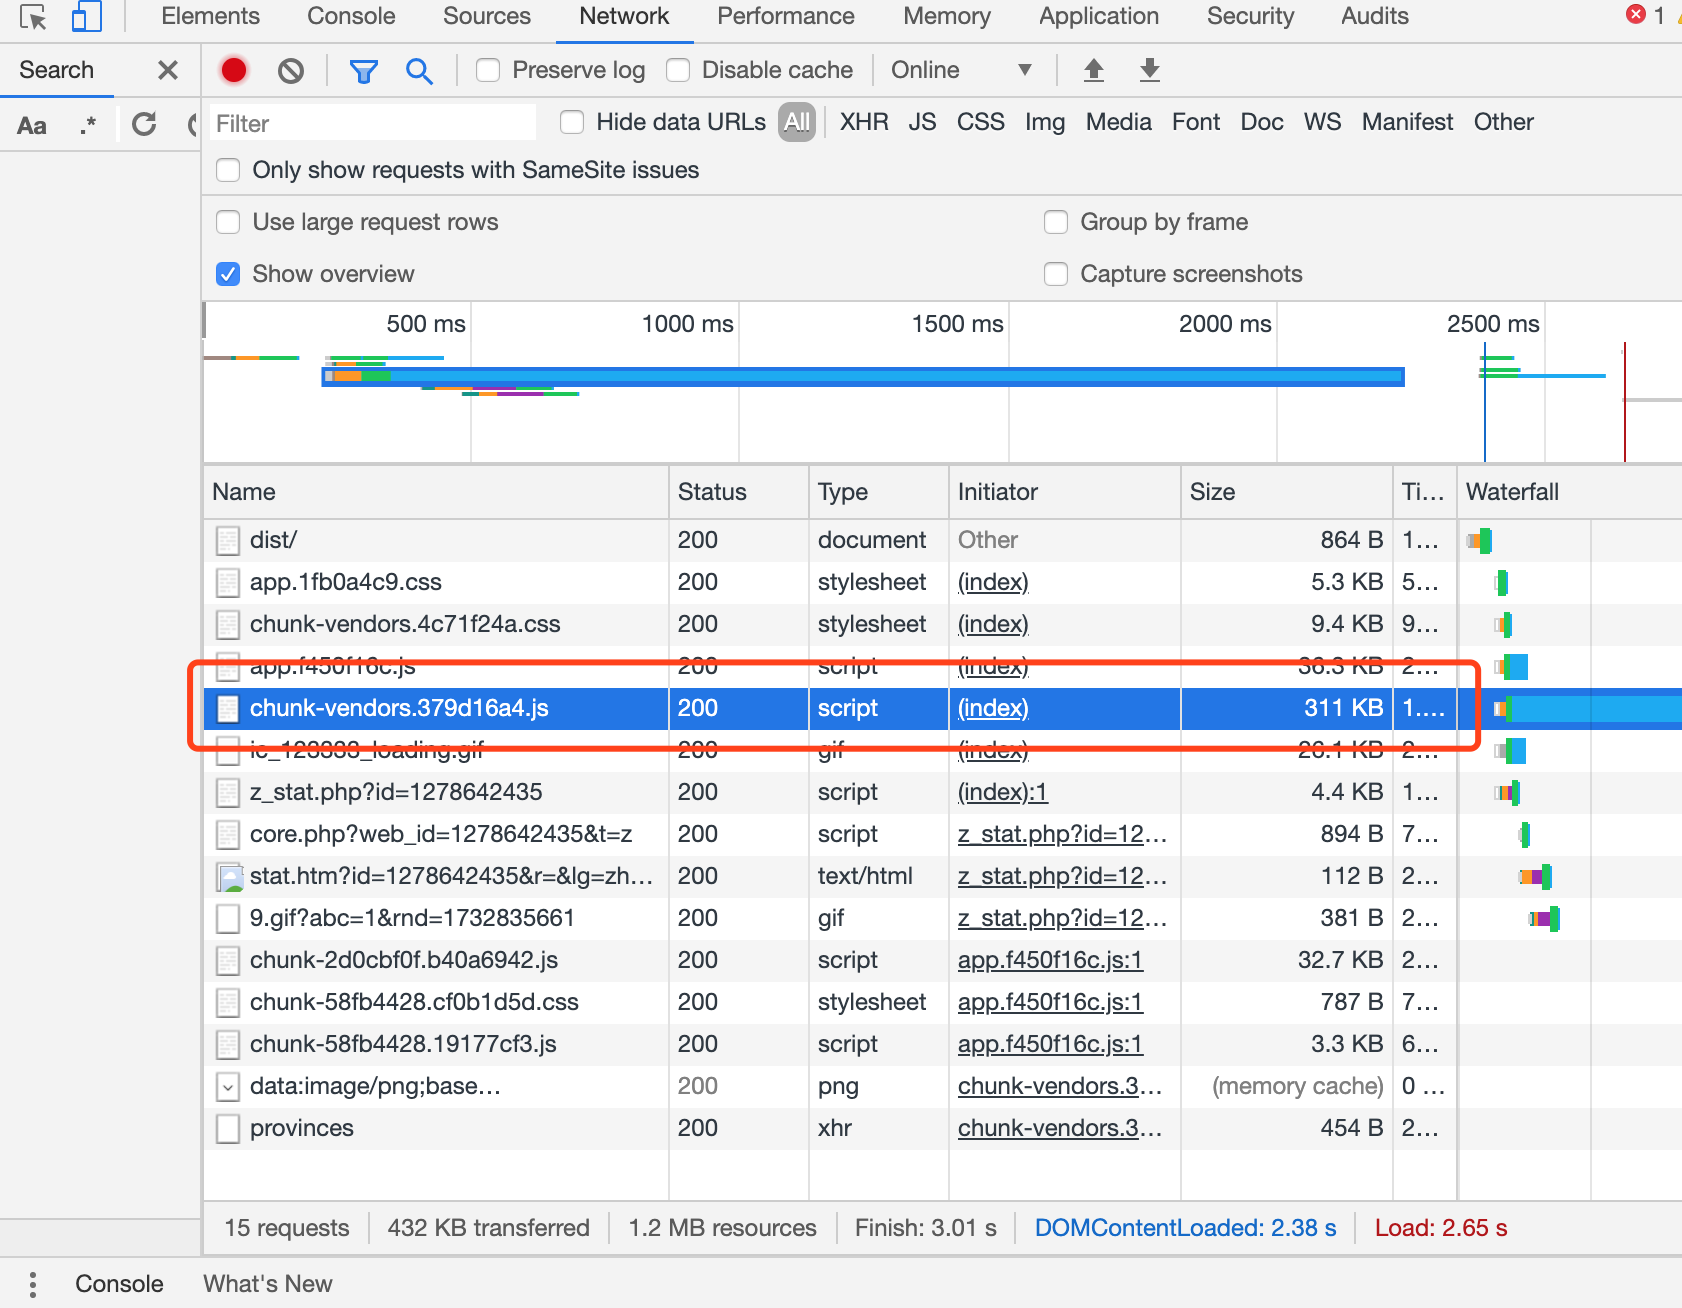 Elements Console Sources Network Performance Memory Application Security Audits 1
Search Preserve log Disable cache Online
Aa .* Filter Hide data URLs All XHR JS CSS Img Media Font Doc WS Manifest Other
Only show requests with SameSite issues
Use large request rows Group by frame
Show overview Capture screenshots
500 ms 1000 ms 1500 ms 2000 ms 2500 ms
Name Status Type Initiator Size Ti... Waterfall
dist/ 200 document Other 864 B 1...
app.1fb0a4c9.css 200 stylesheet (index) 5.3 KB 5...
chunk-vendors.4c71f24a.css 200 stylesheet (index) 9.4 KB 9...
app.f450f16c.js 200 script (index) 36.3 KB 2...
chunk-vendors.379d16a4.js 200 script (index) 311 KB 1....
ic_123333_loading.gif 200 gif (index) 26.1 KB 2...
z_stat.php?id=1278642435 200 script (index):1 4.4 KB 1...
core.php?web_id=1278642435&t=z 200 script z_stat.php?id=12... 894 B 7...
stat.htm?id=1278642435&r=&lg=zh... 200 text/html z_stat.php?id=12... 112 B 2...
9.gif?abc=1&rnd=1732835661 200 gif z_stat.php?id=12... 381 B 2...
chunk-2d0cbf0f.b40a6942.js 200 script app.f450f16c.js:1 32.7 KB 2...
chunk-58fb4428.cf0b1d5d.css 200 stylesheet app.f450f16c.js:1 787 B 7...
chunk-58fb4428.19177cf3.js 200 script app.f450f16c.js:1 3.3 KB 6...
data:image/png;base... 200 png chunk-vendors.3... (memory cache) 0 ...
provinces 200 xhr chunk-vendors.3... 454 B 2...
15 requests 432 KB transferred 1.2 MB resources Finish: 3.01 s DOMContentLoaded: 2.38 s Load: 2.65 s
Console What's New